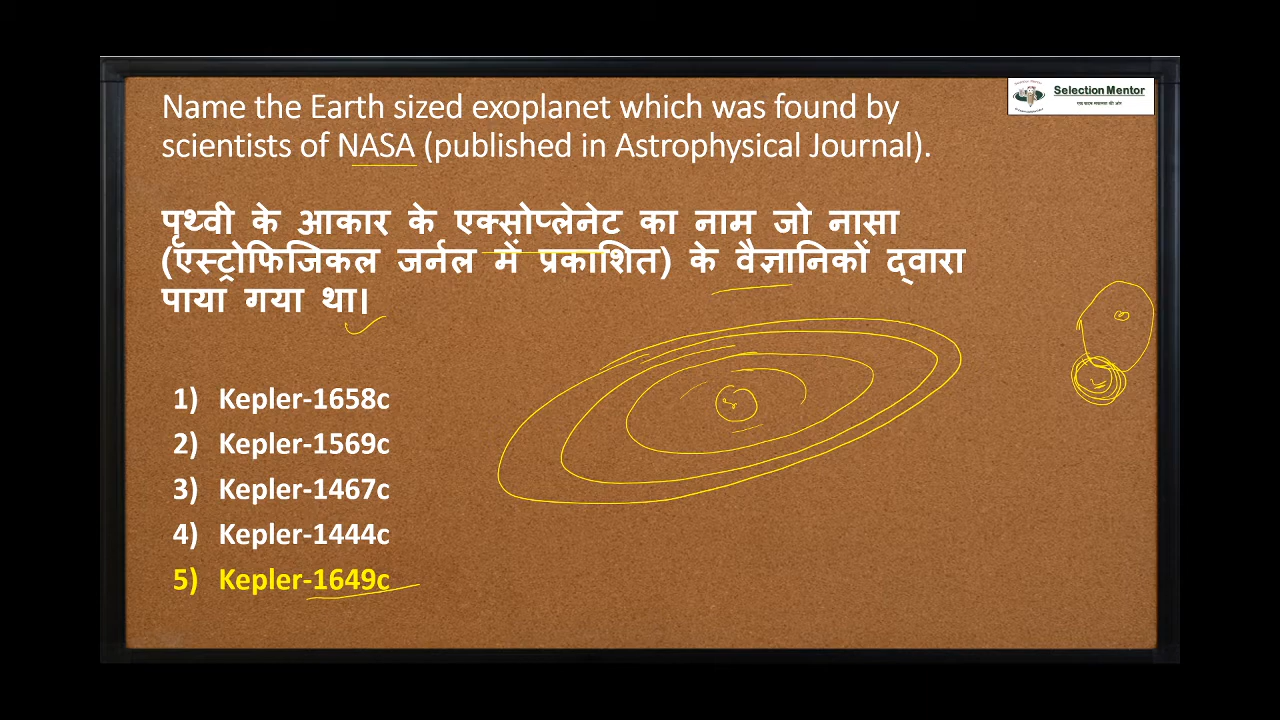 Name the Earth sized exoplanet which was found by
scientists of NASA (published in Astrophysical Journal).
पृथ्वी के आकार के एक्सोप्लेनेट का नाम जो नासा
(एस्ट्रोफिजिकल जर्नल में प्रकाशित) के वैज्ञानिकों द्वारा
पाया गया था।
1) Kepler-1658c
2) Kepler-1569c
3) Kepler-1467c
4) Kepler-1444c
5) Kepler-1649c
Selection Mentor